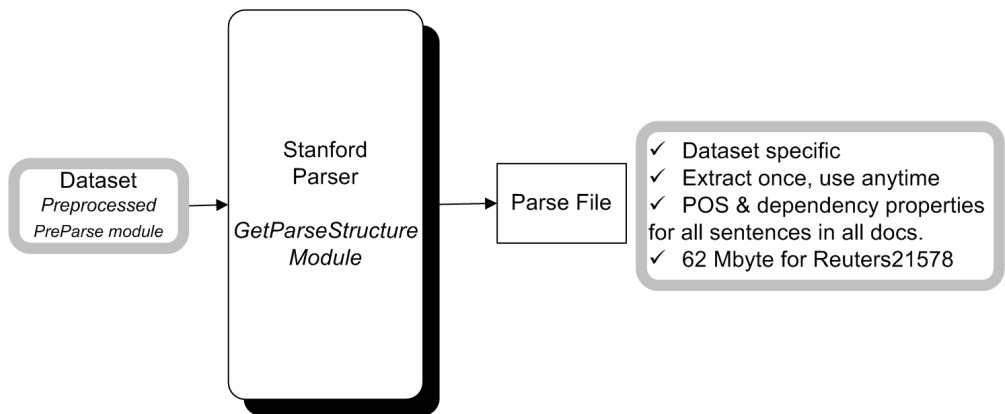 Dataset
Preprocessed
PreParse module
Stanford
Parser
GetParseStructure
Module
Parse File
✓ Dataset specific
✓ Extract once, use anytime
✓ POS & dependency properties
for all sentences in all docs.
✓ 62 Mbyte for Reuters21578